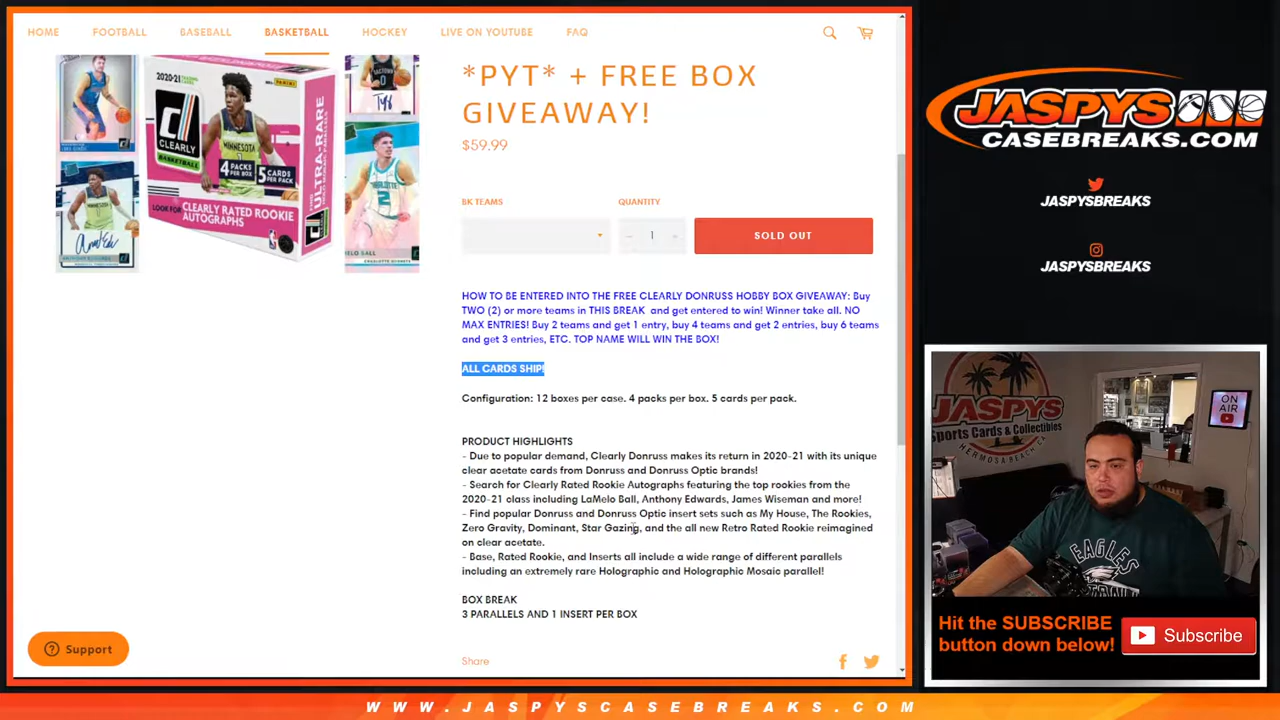 HOME FOOTBALL BASEBALL BASKETBALL HOCKEY LIVE ON YOUTUBE FAQ
*PYT* + FREE BOX
GIVEAWAY!
$59.99
BK TEAMS QUANTITY
− 1 + SOLD OUT
HOW TO BE ENTERED INTO THE FREE CLEARLY DONRUSS HOBBY BOX GIVEAWAY: Buy
TWO (2) or more teams in THIS BREAK and get entered to win! Winner take all. NO
MAX ENTRIES! Buy 2 teams and get 1 entry, buy 4 teams and get 2 entries, buy 6 teams
and get 3 entries, ETC. TOP NAME WILL WIN THE BOX!
ALL CARDS SHIP!
Configuration: 12 boxes per case. 4 packs per box. 5 cards per pack.
PRODUCT HIGHLIGHTS
- Due to popular demand, Clearly Donruss makes its return in 2020-21 with its unique
clear acetate cards from Donruss and Donruss Optic brands!
- Search for Clearly Rated Rookie Autographs featuring the top rookies from the
2020-21 class including LaMelo Ball, Anthony Edwards, James Wiseman and more!
- Find popular Donruss and Donruss Optic insert sets such as My House, The Rookies,
Zero Gravity, Dominant, Star Gazing, and the all new Retro Rated Rookie reimagined
on clear acetate.
- Base, Rated Rookie, and Inserts all include a wide range of different parallels
including an extremely rare Holographic and Holographic Mosaic parallel!
BOX BREAK
3 PARALLELS AND 1 INSERT PER BOX
Share
Support
2020-21
PANINI
CLEARLY
BASKETBALL
MINNESOTA
4 PACKS
PER BOX
5 CARDS
PER PACK
LOOK FOR CLEARLY RATED ROOKIE
AUTOGRAPHS
ULTRA-RARE
CHARLOTTE
2
JASPYS
CASEBREAKS.COM
JASPYSBREAKS
JASPYSBREAKS
JASPYS
Sports Cards & Collectibles
HERMOSA BEACH, CA
ON
AIR
EAGLES
Hit the SUBSCRIBE
button down below!
Subscribe
WWW.JASPYSCASEBREAKS.COM